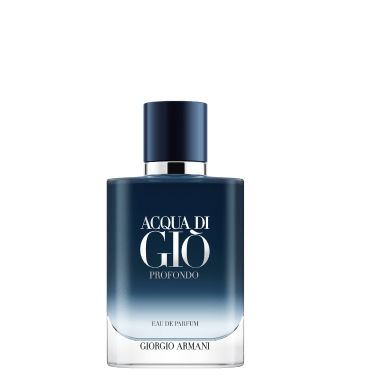 ACQUA DI
GIÒ
PROFONDO
EAU DE PARFUM
GIORGIO ARMANI